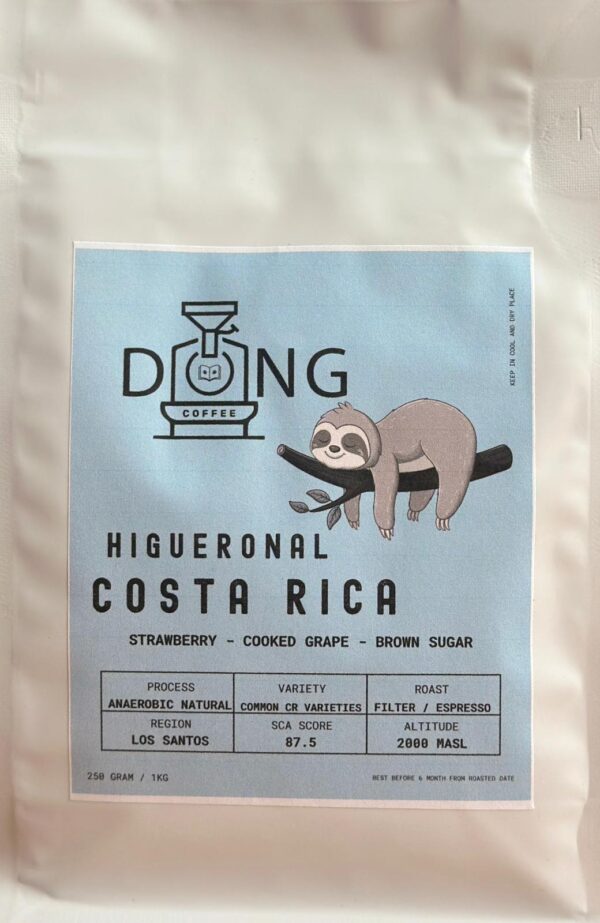 KEEP IN COOL AND DRY PLACE
DONG
COFFEE
HIGUERONAL
COSTA RICA
STRAWBERRY - COOKED GRAPE - BROWN SUGAR
PROCESS VARIETY ROAST
ANAEROBIC NATURAL COMMON CR VARIETIES FILTER / ESPRESSO
REGION SCA SCORE ALTITUDE
LOS SANTOS 87.5 2000 MASL
250 GRAM / 1KG BEST BEFORE 6 MONTH FROM ROASTED DATE